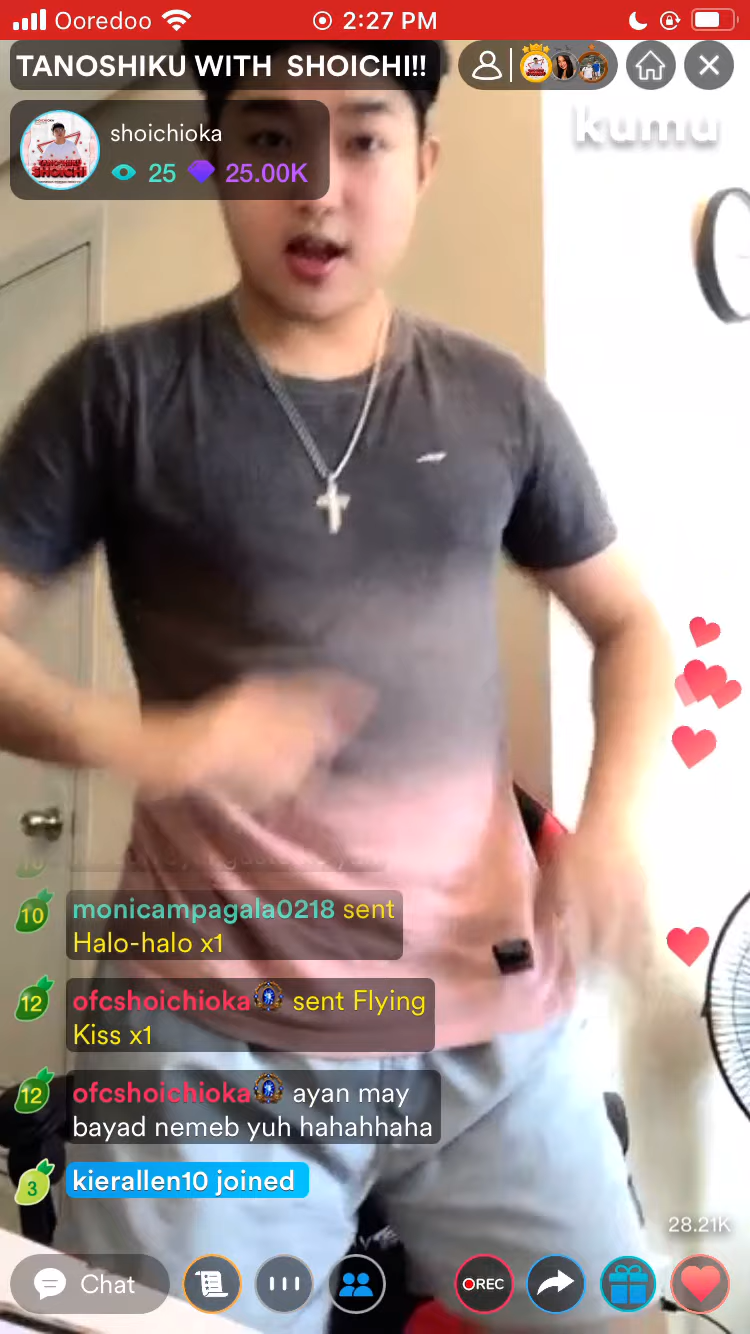 Ooredoo 2:27 PM
TANOSHIKU WITH SHOICHI!!
kumu
shoichioka
25 25.00K
SHOICHI
monicampagala0218 sent
Halo-halo x1
10
ofcshoichioka sent Flying
Kiss x1
12
ofcshoichioka ayan may
bayad nemeb yuh hahahhaha
12
kierallen10 joined
3
28.21K
Chat
REC